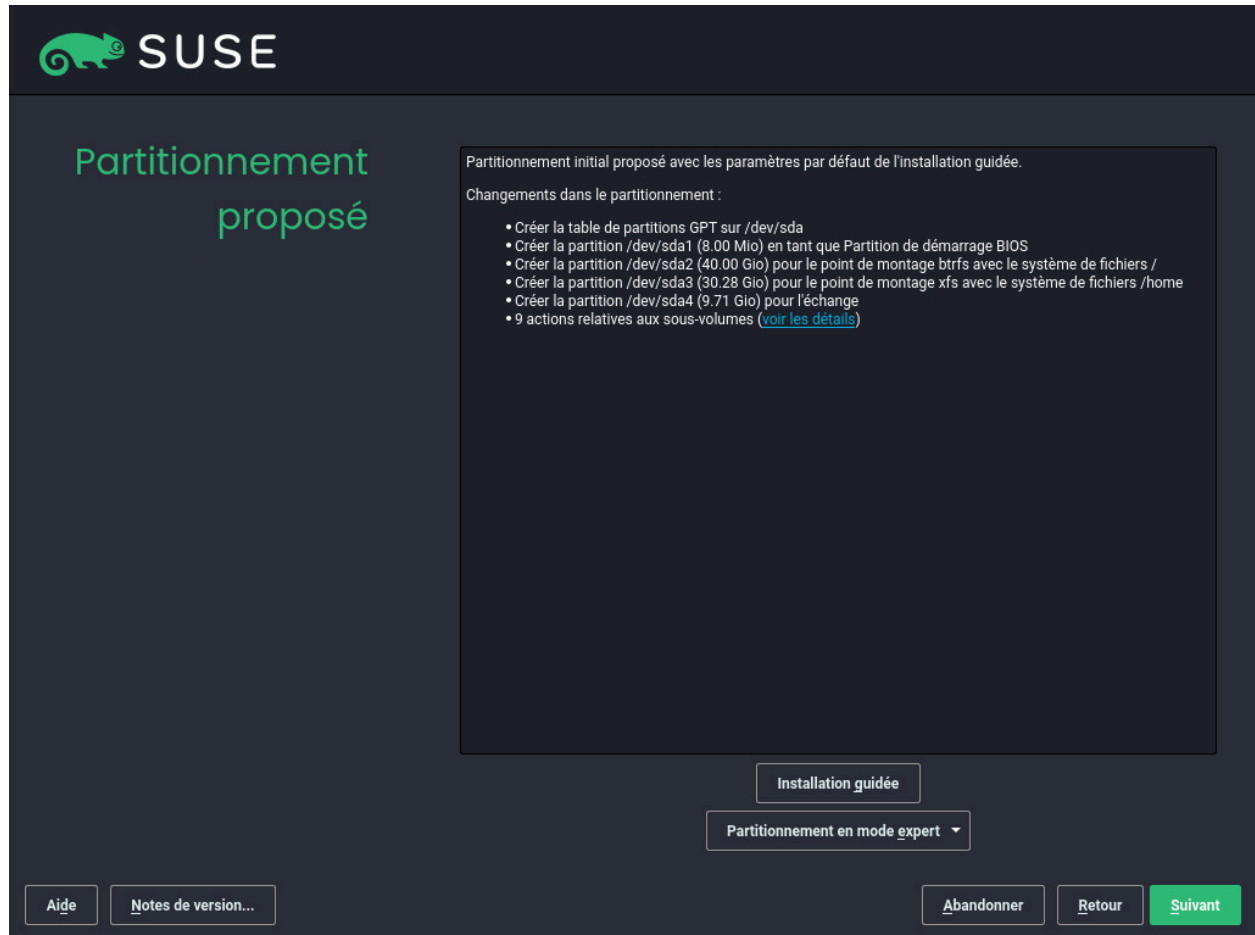 SUSE
Partitionnement
proposé
Partitionnement initial proposé avec les paramètres par défaut de l'installation guidée.
Changements dans le partitionnement :
• Créer la table de partitions GPT sur /dev/sda
• Créer la partition /dev/sda1 (8.00 Mio) en tant que Partition de démarrage BIOS
• Créer la partition /dev/sda2 (40.00 Gio) pour le point de montage btrfs avec le système de fichiers /
• Créer la partition /dev/sda3 (30.28 Gio) pour le point de montage xfs avec le système de fichiers /home
• Créer la partition /dev/sda4 (9.71 Gio) pour l'échange
• 9 actions relatives aux sous-volumes (voir les détails)
Installation guidée
Partitionnement en mode expert
Aide
Notes de version...
Abandonner
Retour
Suivant